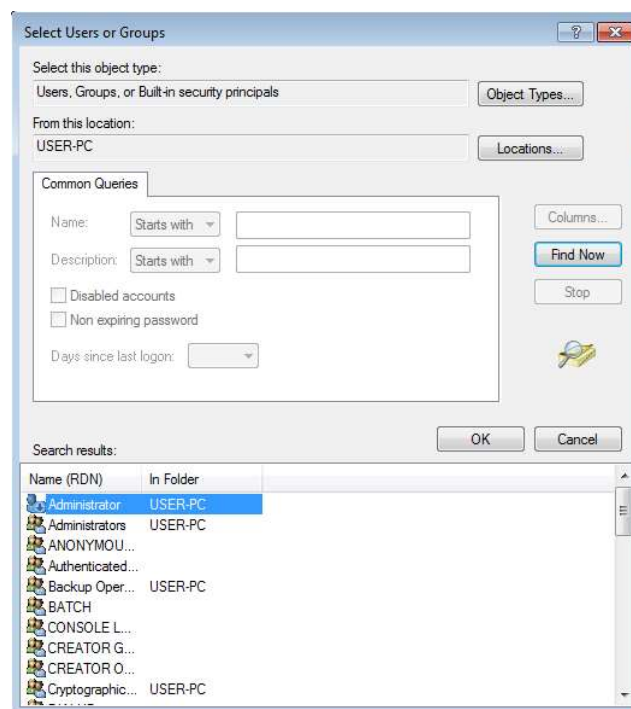 Select Users or Groups
Select this object type:
Users, Groups, or Built-in security principals
Object Types...
From this location:
USER-PC
Locations...
Common Queries
Name: Starts with
Columns...
Description: Starts with
Find Now
Disabled accounts
Stop
Non expiring password
Days since last logon:
OK Cancel
Search results:
Name (RDN) In Folder
Administrator USER-PC
Administrators USER-PC
ANONYMOU...
Authenticated...
Backup Oper... USER-PC
BATCH
CONSOLE L...
CREATOR G...
CREATOR O...
Cryptographic... USER-PC